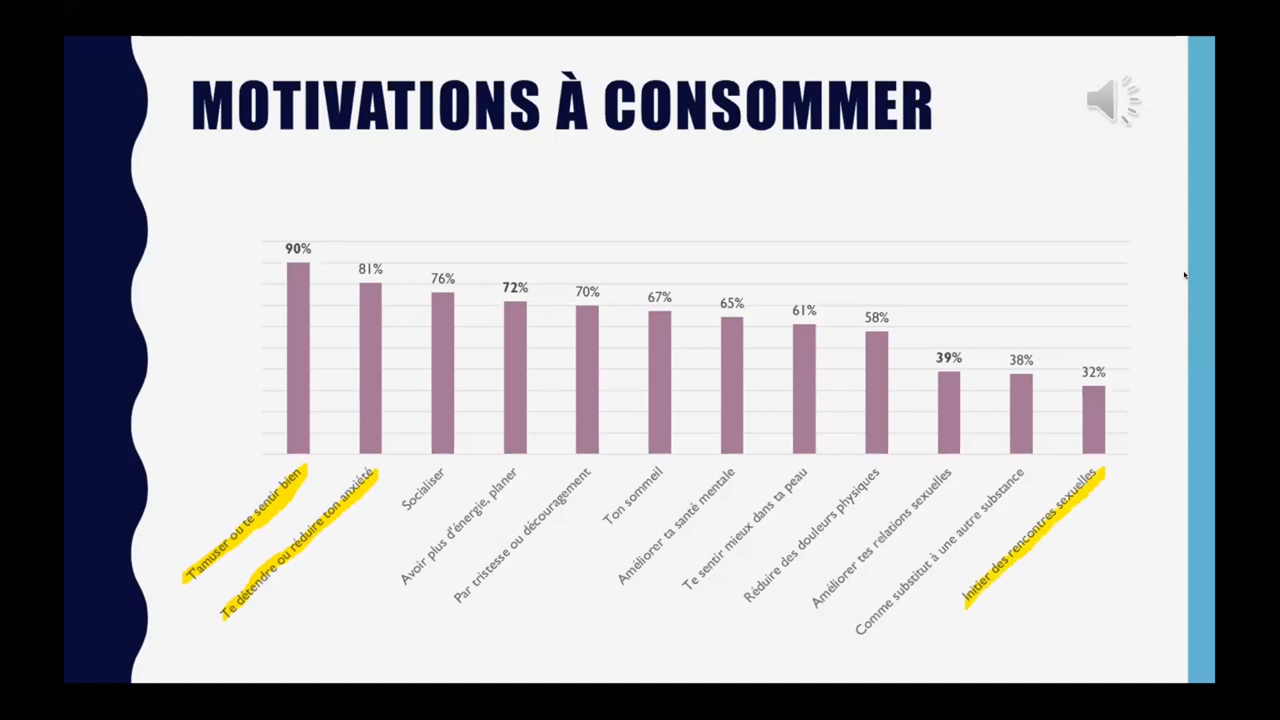 MOTIVATIONS À CONSOMMER
90%
81%
76%
72%
70%
67%
65%
61%
58%
39%
38%
32%
T'amuser ou te sentir bien
Te détendre ou réduire ton anxiété
Socialiser
Avoir plus d'énergie, planer
Par tristesse ou découragement
Ton sommeil
Améliorer ta santé mentale
Te sentir mieux dans ta peau
Réduire des douleurs physiques
Améliorer tes relations sexuelles
Comme substitut à une autre substance
Initier des rencontres sexuelles